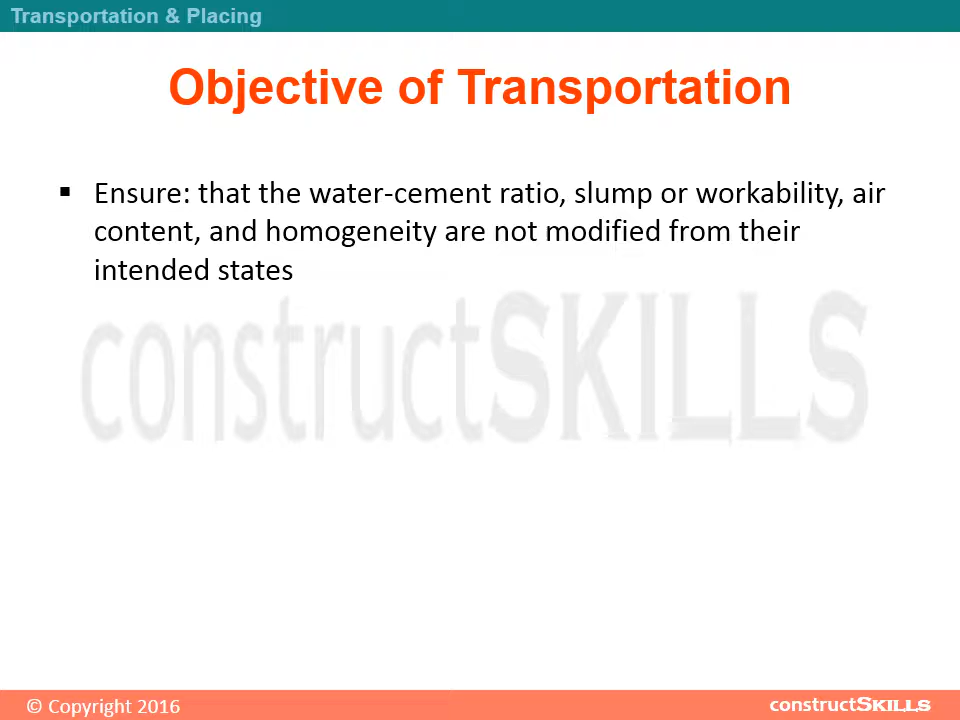 Transportation & Placing
Objective of Transportation
▪ Ensure: that the water-cement ratio, slump or workability, air
content, and homogeneity are not modified from their
intended states
constructSKILLS
© Copyright 2016
constructSKILLS